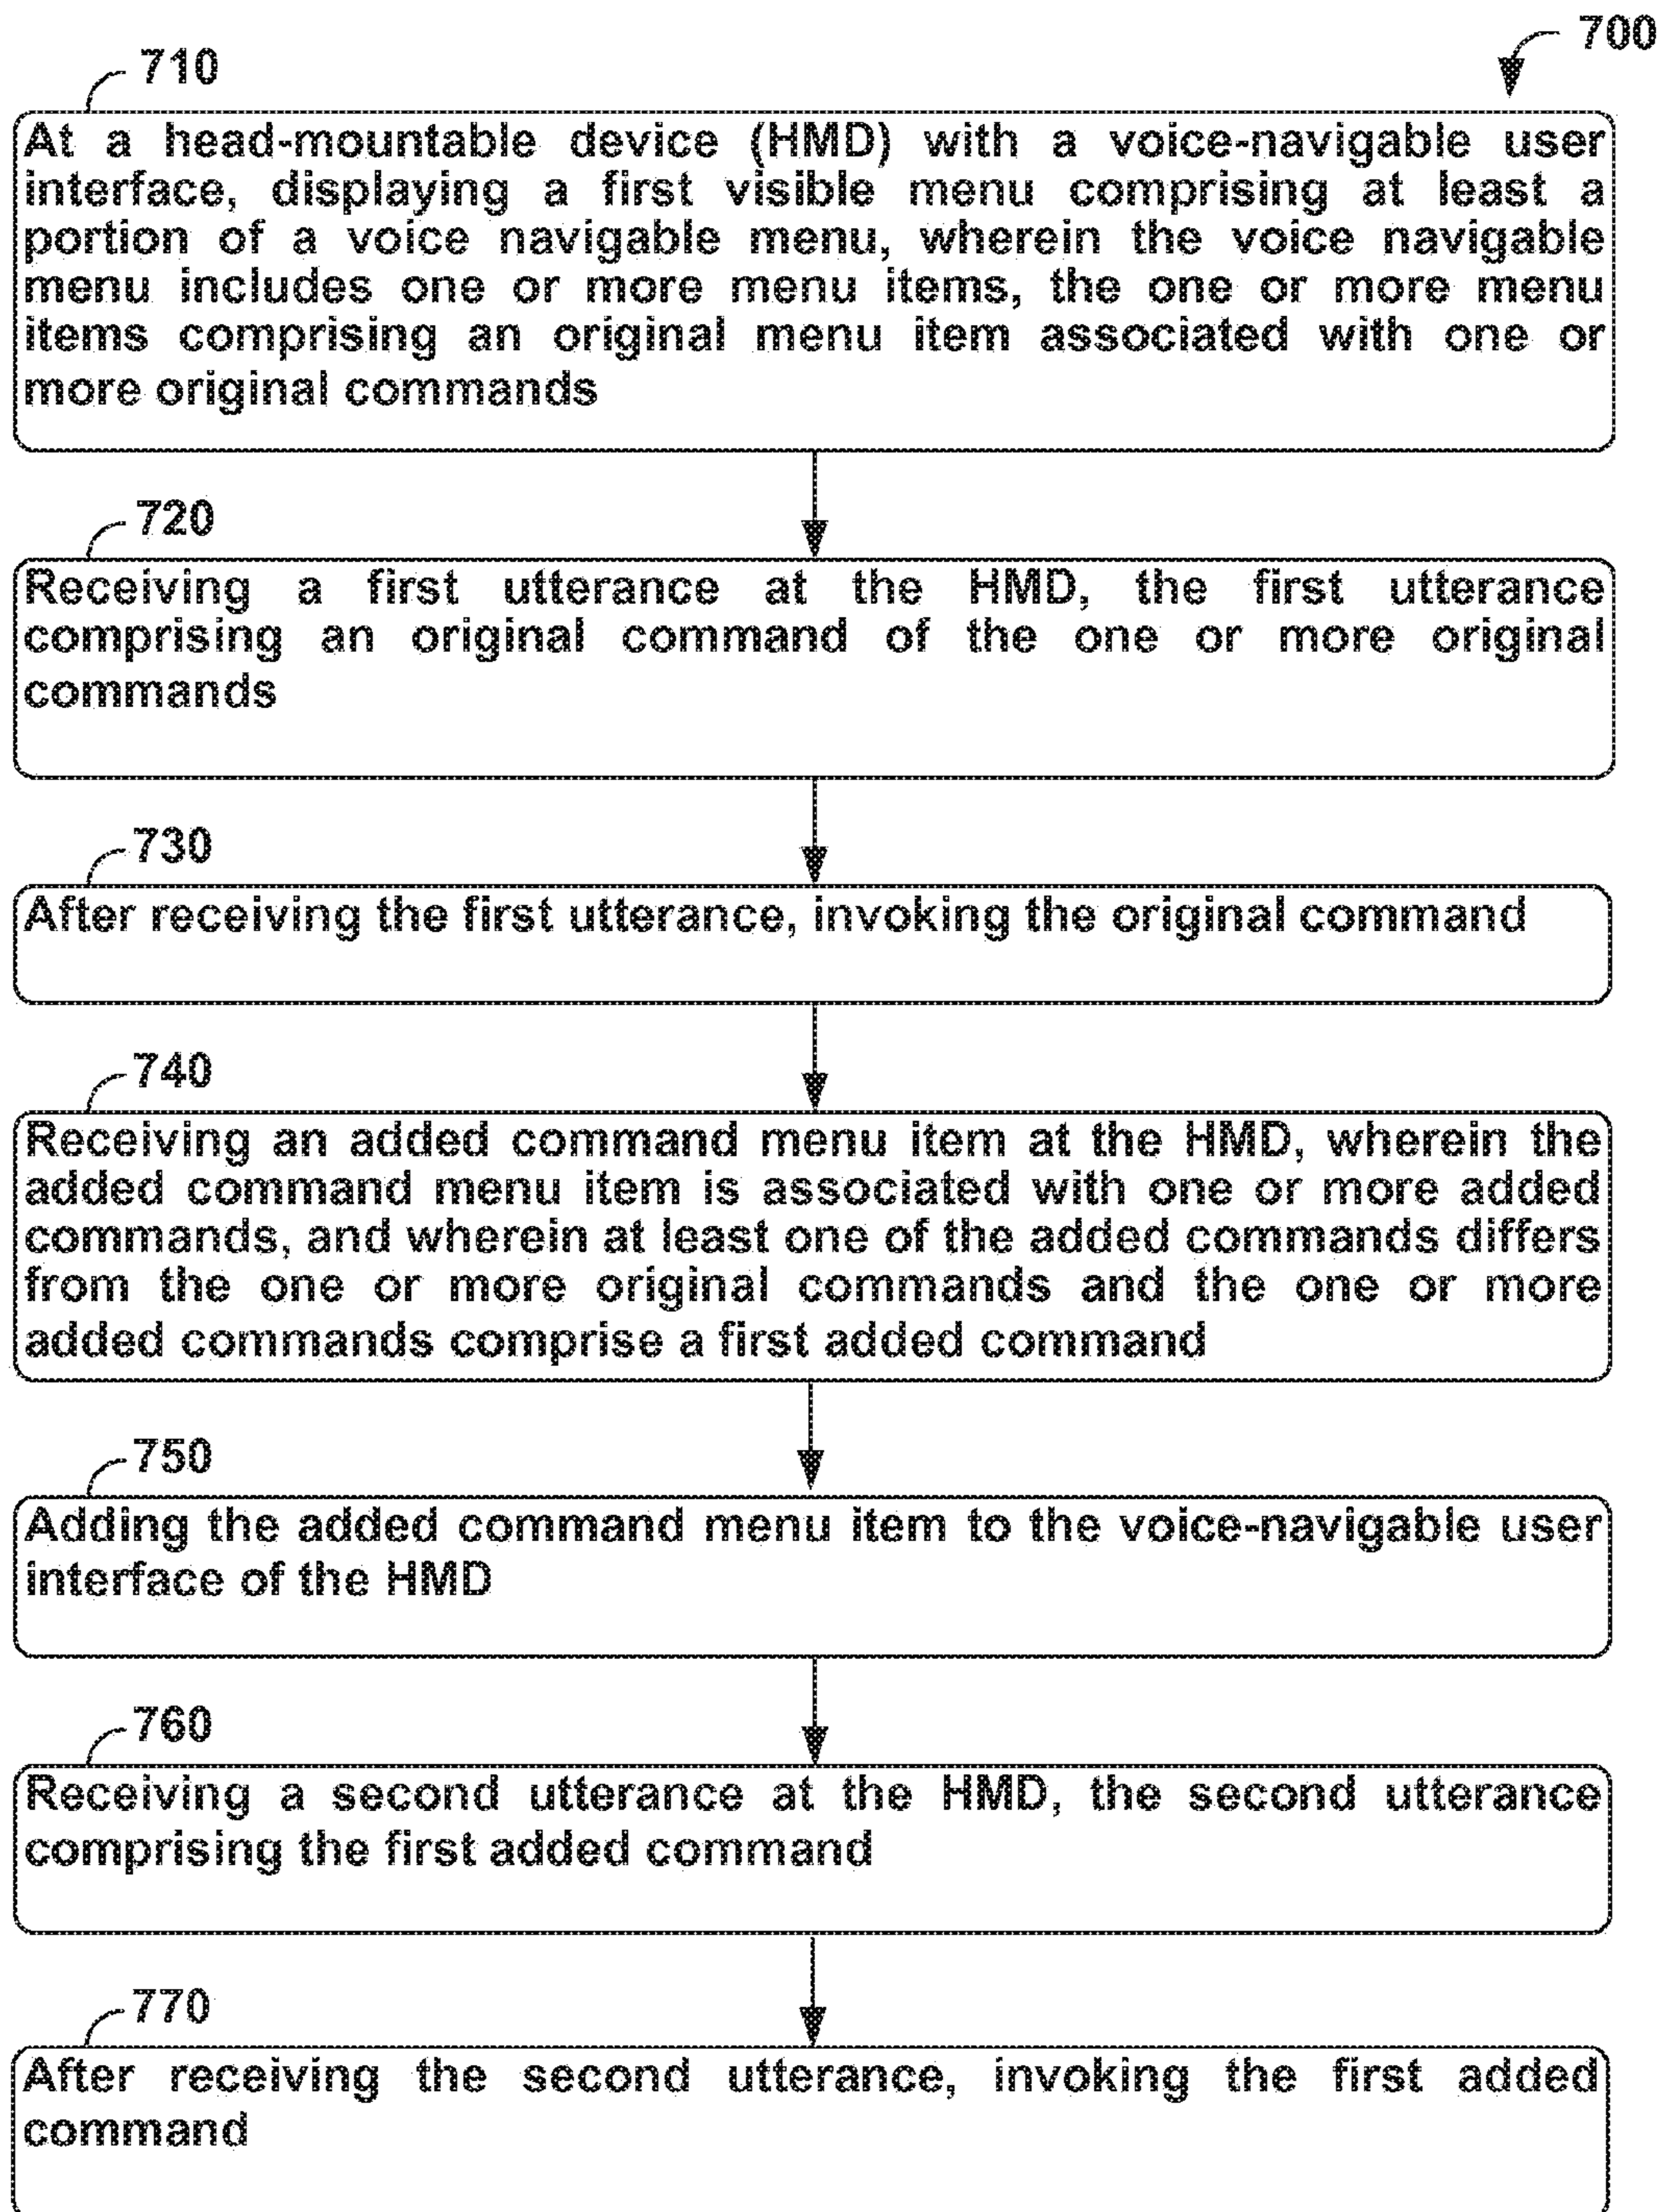 700
710
At a head-mountable device (HMD) with a voice-navigable user
interface, displaying a first visible menu comprising at least a
portion of a voice navigable menu, wherein the voice navigable
menu includes one or more menu items, the one or more menu
items comprising an original menu item associated with one or
more original commands
720
Receiving a first utterance at the HMD, the first utterance
comprising an original command of the one or more original
commands
730
After receiving the first utterance, invoking the original command
740
Receiving an added command menu item at the HMD, wherein the
added command menu item is associated with one or more added
commands, and wherein at least one of the added commands differs
from the one or more original commands and the one or more
added commands comprise a first added command
750
Adding the added command menu item to the voice-navigable user
interface of the HMD
760
Receiving a second utterance at the HMD, the second utterance
comprising the first added command
770
After receiving the second utterance, invoking the first added
command